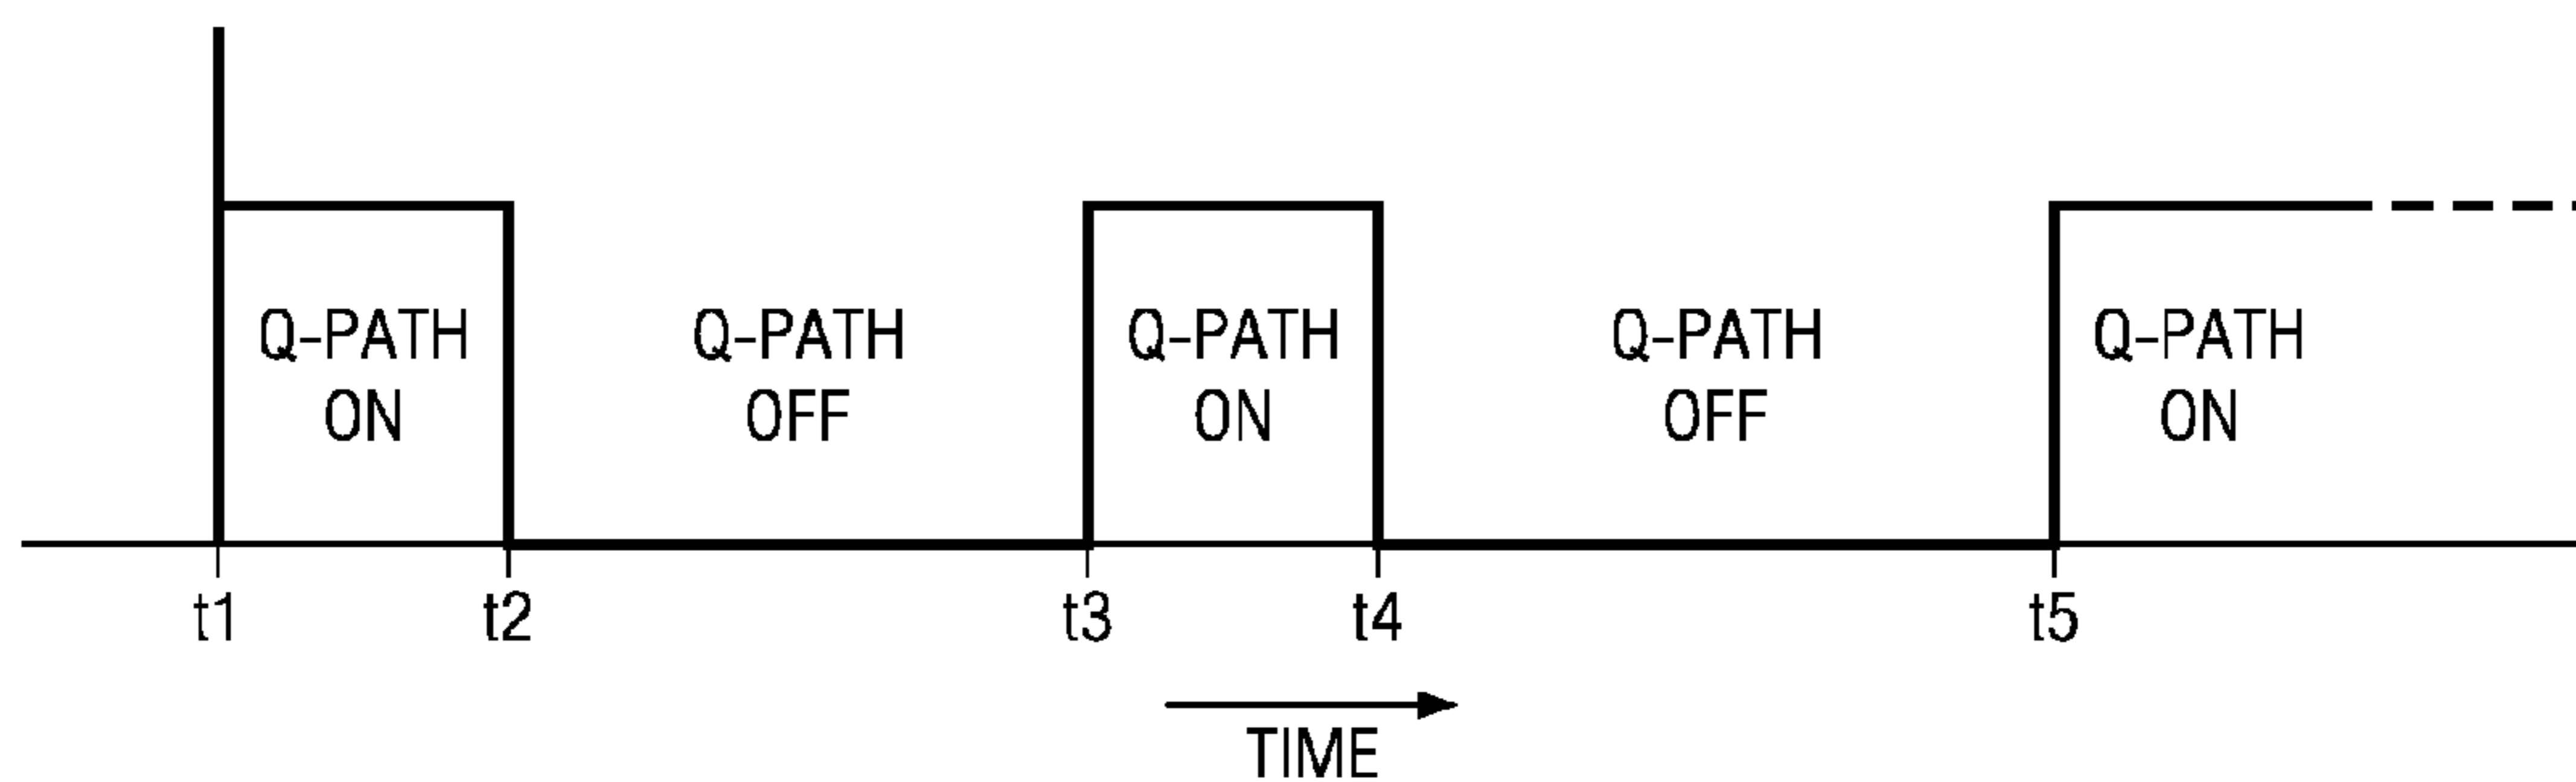 Q-PATH
ON
Q-PATH
OFF
Q-PATH
ON
Q-PATH
OFF
Q-PATH
ON
t1
t2
t3
t4
t5
TIME